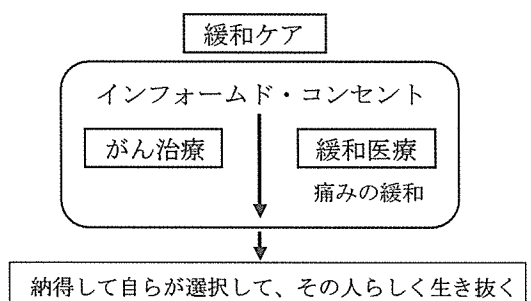 緩和ケア
インフォームド・コンセント
がん治療
緩和医療
痛みの緩和
納得して自らが選択して、その人らしく生き抜く